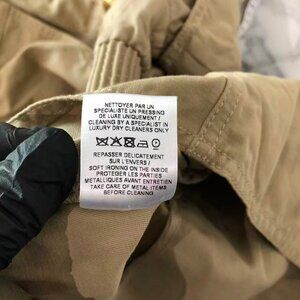 NETTOYER PAR UN
SPECIALISTE UN PRESSING
DE LUXE UNIQUEMENT /
CLEANING BY A SPECIALIST IN
LUXURY DRY CLEANERS ONLY
REPASSER DELICATEMENT
SUR L'ENVERS /
SOFT IRONING ON THE INSIDE
PROTEGER LES PARTIES
METALLIQUES AVANT ENTRETIEN
TAKE CARE OF METAL ITEMS
BEFORE CLEANING